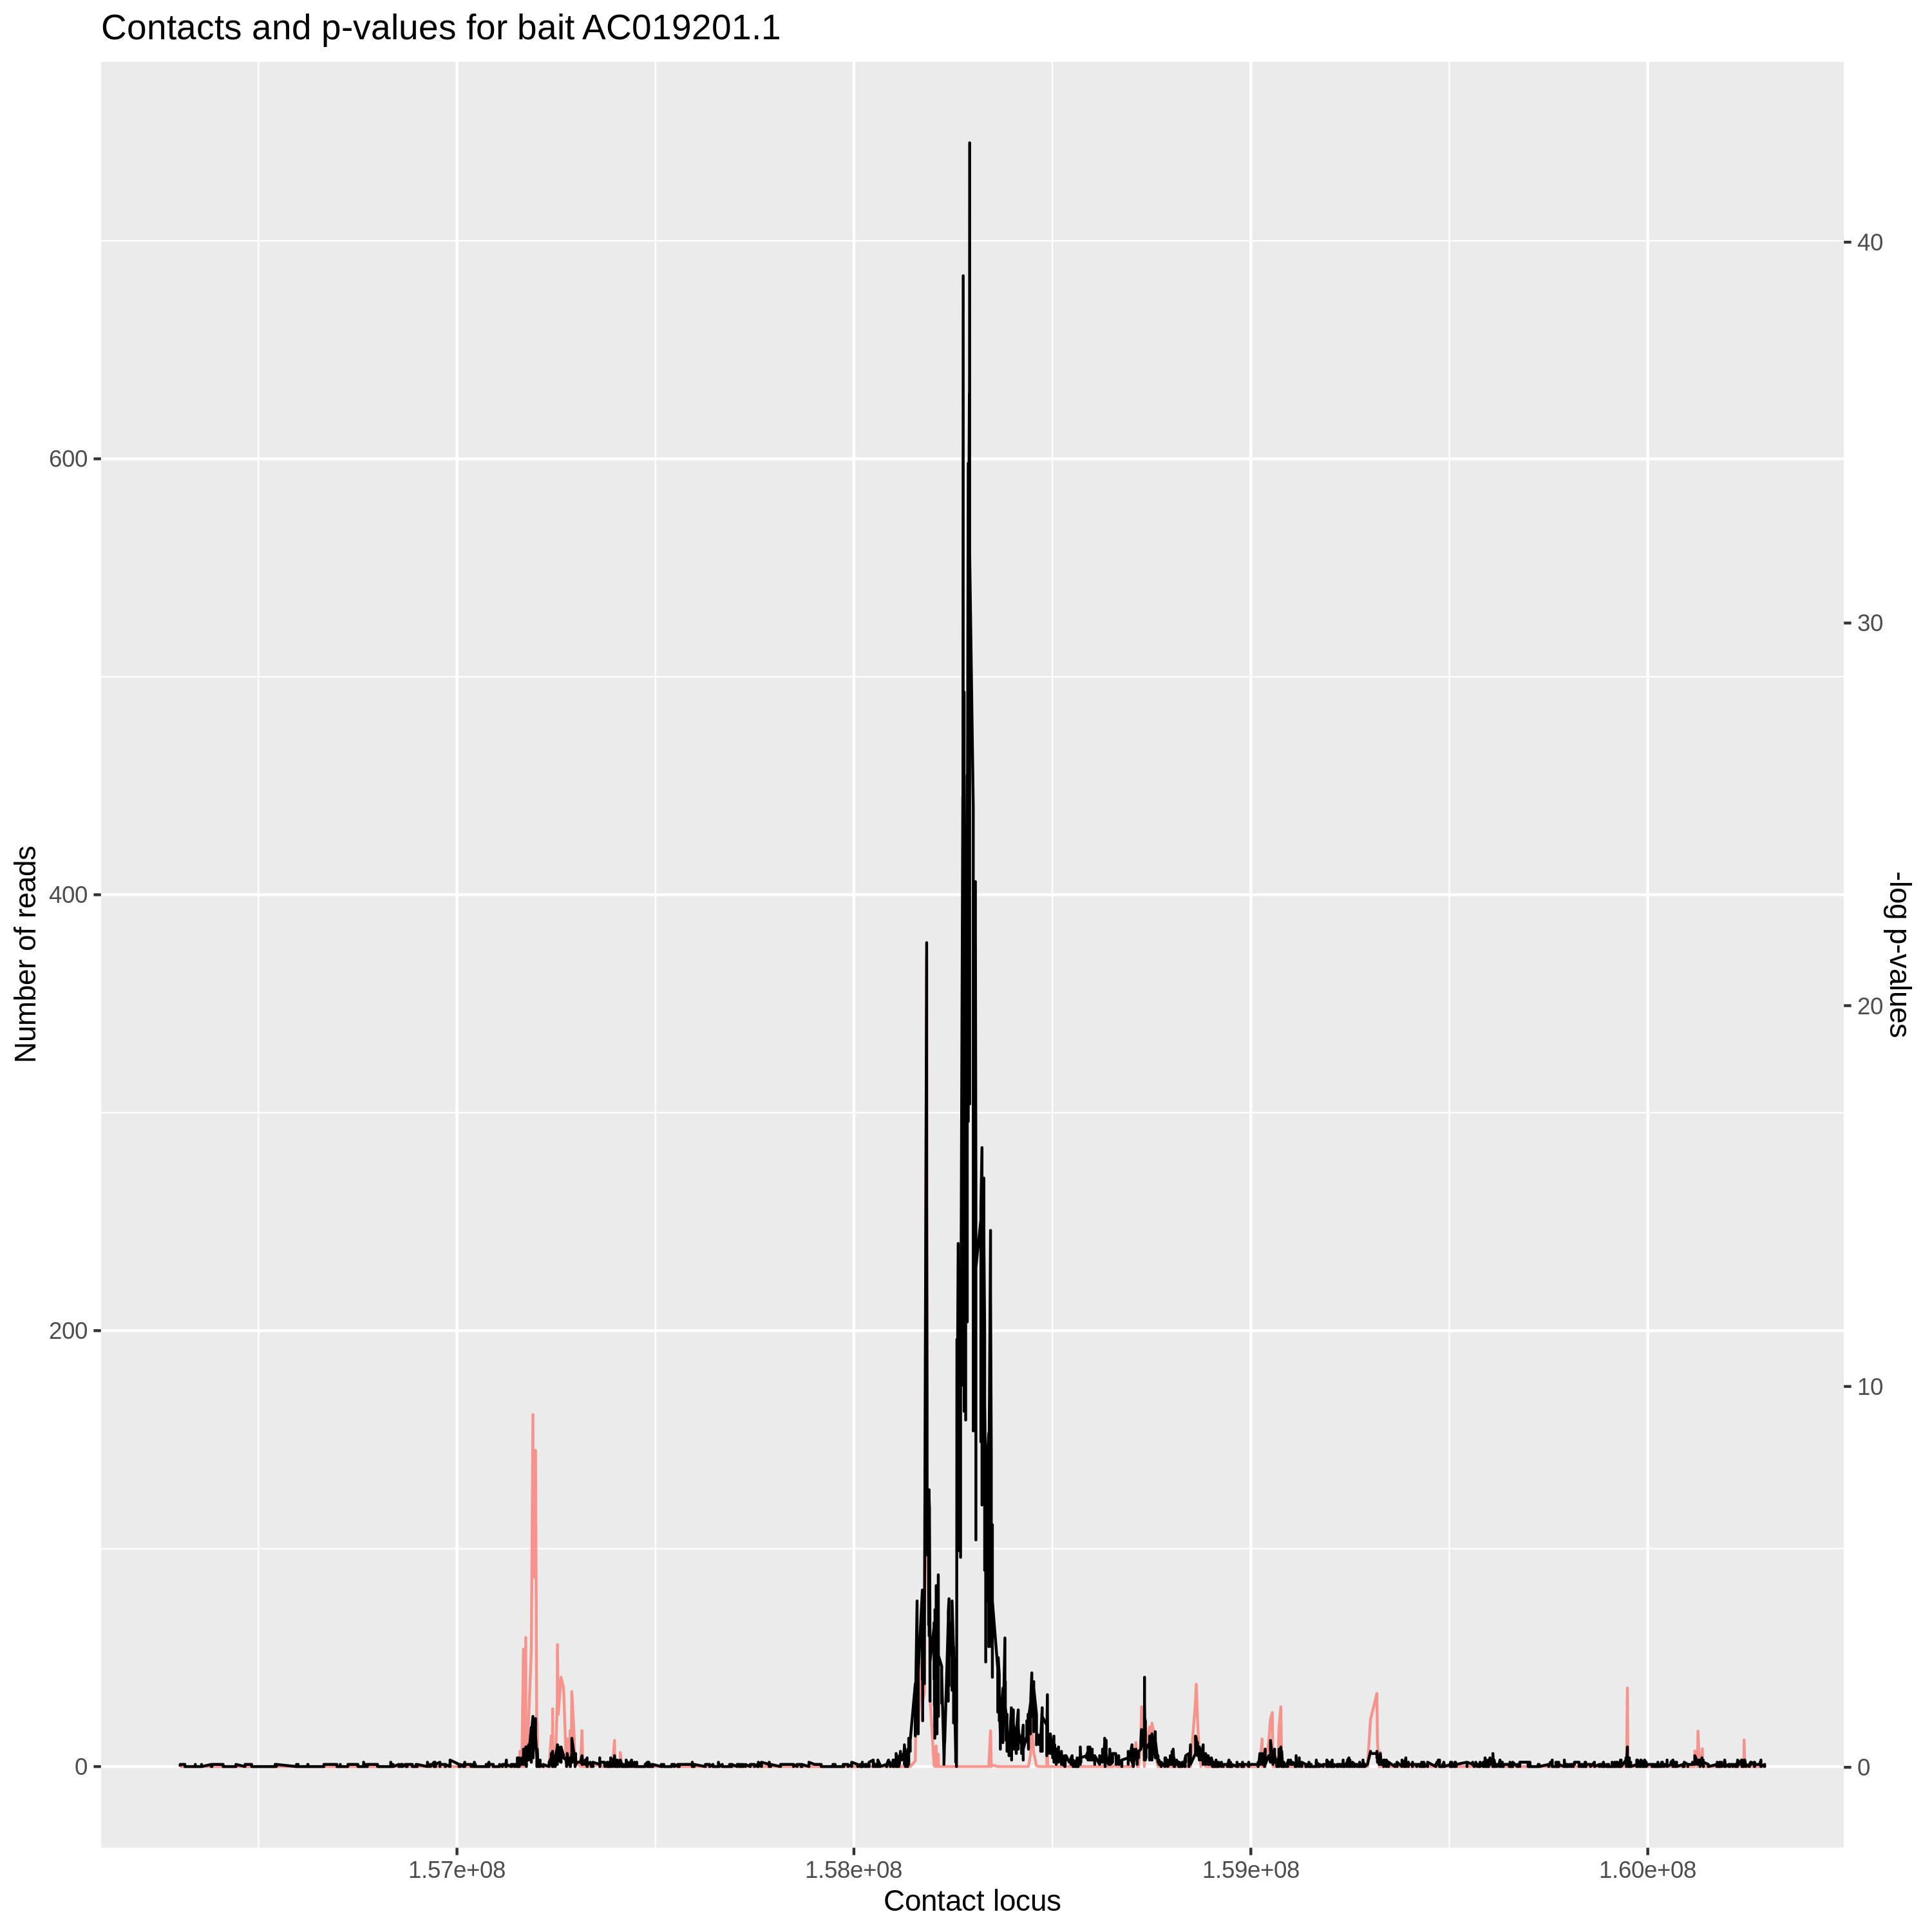 Contacts and p-values for bait AC019201.1
Number of reads
600
400
200
0
40
30
20
10
0
-log p-values
1.57e+08
1.58e+08
1.59e+08
1.60e+08
Contact locus